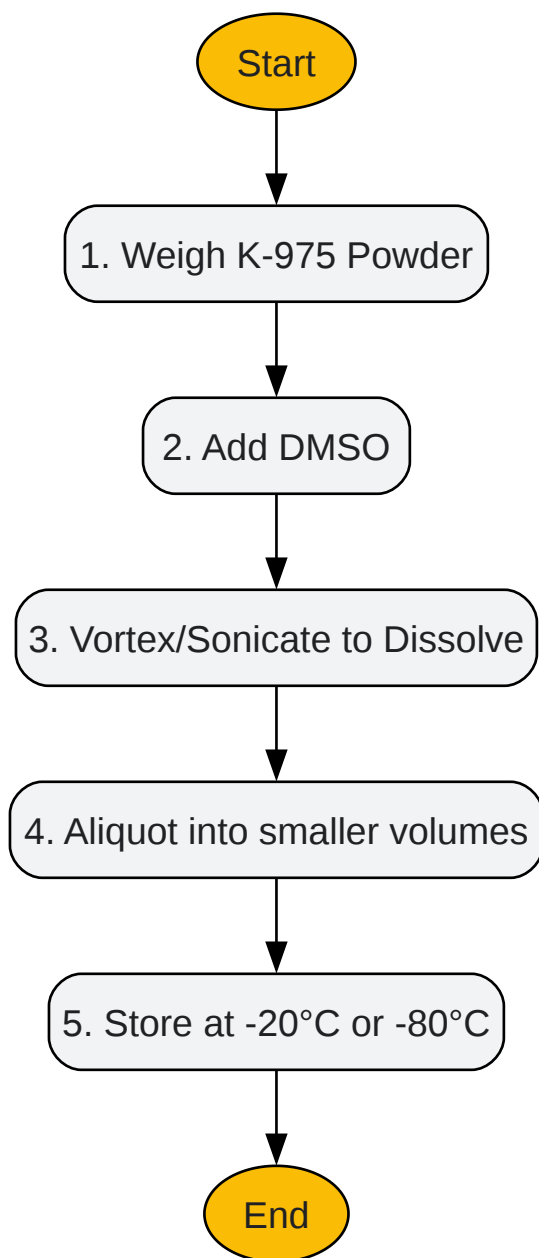 Start
1. Weigh K-975 Powder
2. Add DMSO
3. Vortex/Sonicate to Dissolve
4. Aliquot into smaller volumes
5. Store at -20°C or -80°C
End